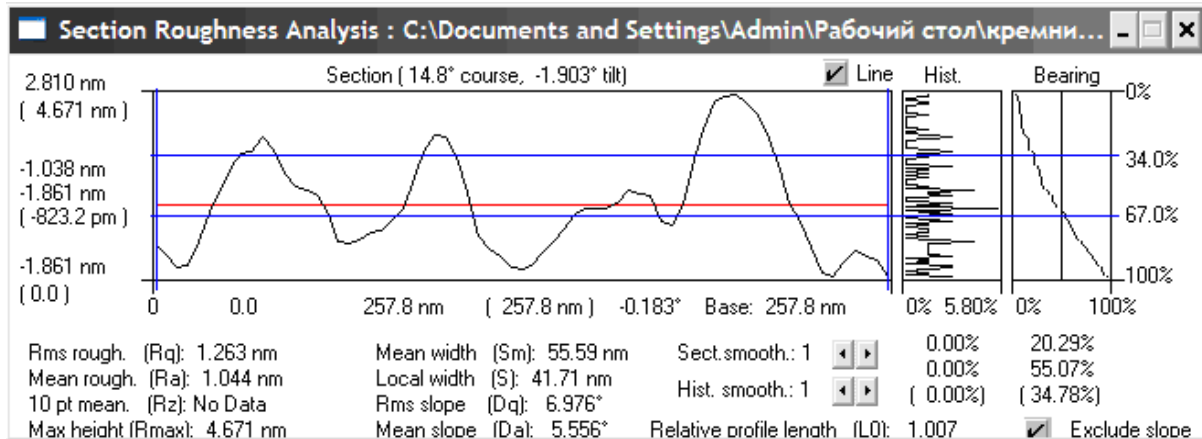 Section Roughness Analysis : C:\Documents and Settings\Admin\Рабочий стол\кремни...
2.810 nm Section ( 14.8° course, -1.903° tilt) Line Hist. Bearing
( 4.671 nm ) 0%
-1.038 nm 34.0%
-1.861 nm
( -823.2 pm ) 67.0%
-1.861 nm 100%
( 0.0 )
0 0.0 257.8 nm ( 257.8 nm ) -0.183° Base: 257.8 nm 0% 5.80% 0% 100%
Rms rough. (Rq): 1.263 nm Mean width (Sm): 55.59 nm Sect.smooth.: 1 0.00% 20.29%
Mean rough. (Ra): 1.044 nm Local width (S): 41.71 nm 0.00% 55.07%
10 pt mean. (Rz): No Data Rms slope (Dq): 6.976° Hist. smooth.: 1 ( 0.00%) ( 34.78%)
Max height (Rmax): 4.671 nm Mean slope (Da): 5.556° Relative profile length (L0): 1.007 Exclude slope